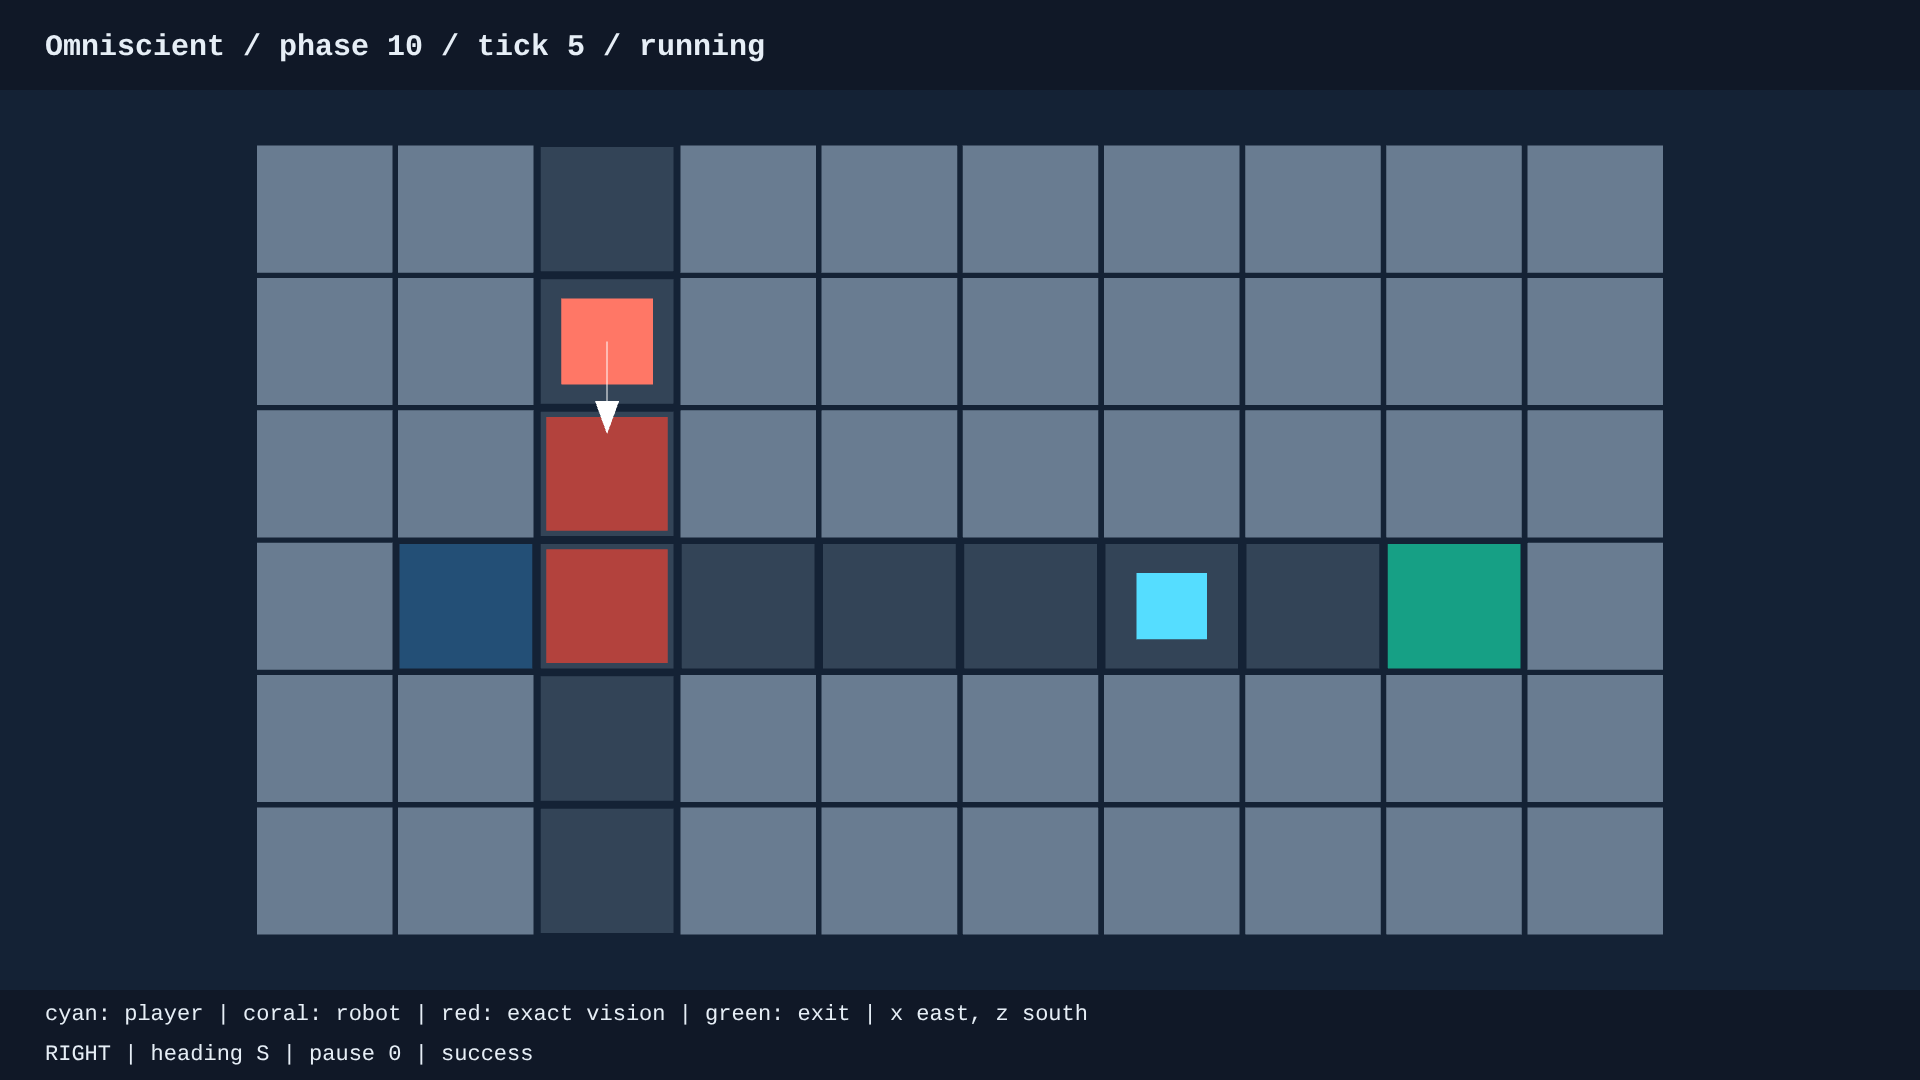 Omniscient / phase 10 / tick 5 / running
cyan: player | coral: robot | red: exact vision | green: exit | x east, z south
RIGHT | heading S | pause 0 | success